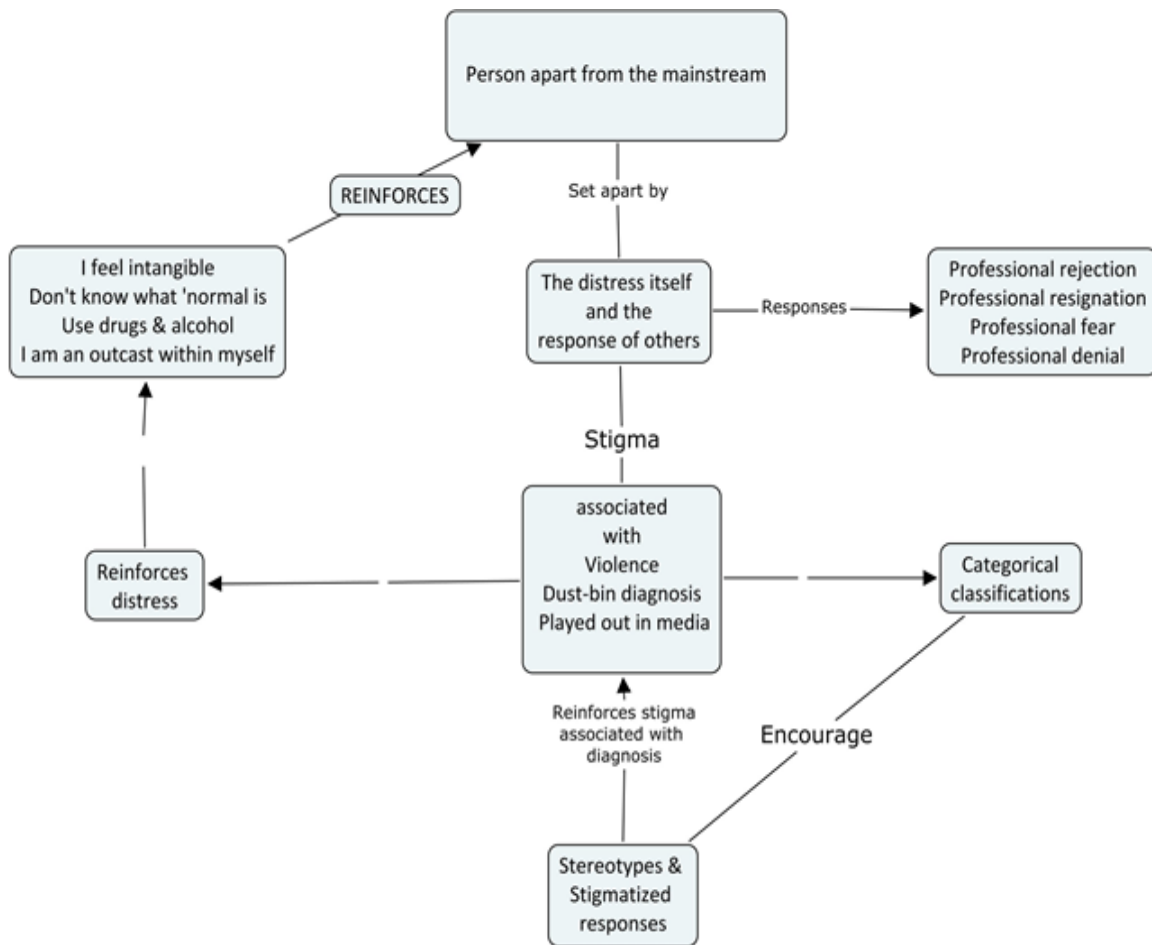 Person apart from the mainstream
Set apart by
REINFORCES
I feel intangible
Don't know what 'normal is
Use drugs & alcohol
I am an outcast within myself
The distress itself
and the
response of others
Responses
Professional rejection
Professional resignation
Professional fear
Professional denial
Stigma
associated
with
Violence
Dust-bin diagnosis
Played out in media
Reinforces
distress
Categorical
classifications
Reinforces stigma
associated with
diagnosis
Encourage
Stereotypes &
Stigmatized
responses